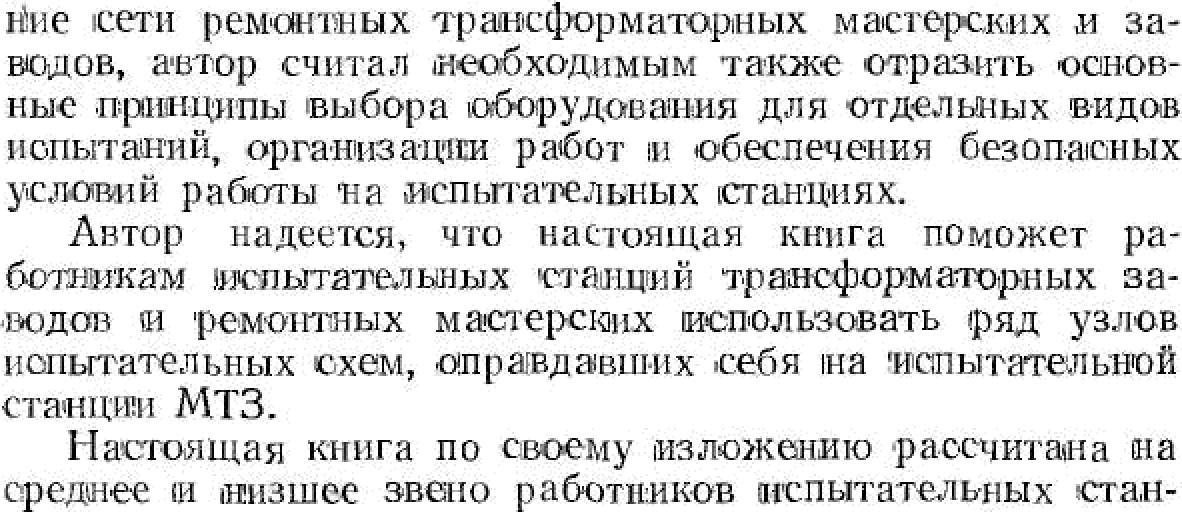 ние сети ремонтных трансформаторных мастерских и за-
водов, автор считал необходимым также отразить основ-
ные принципы выбора оборудования для отдельных видов
испытаний, организации работ и обеспечения безопасных
условий работы на испытательных станциях.
Автор надеется, что настоящая книга поможет ра-
ботникам испытательных станций трансформаторных за-
водов и ремонтных мастерских использовать ряд узлов
испытательных схем, оправдавших себя на испытательной
станции МТЗ.
Настоящая книга по своему изложению рассчитана на
среднее и низшее звено работников испытательных стан-